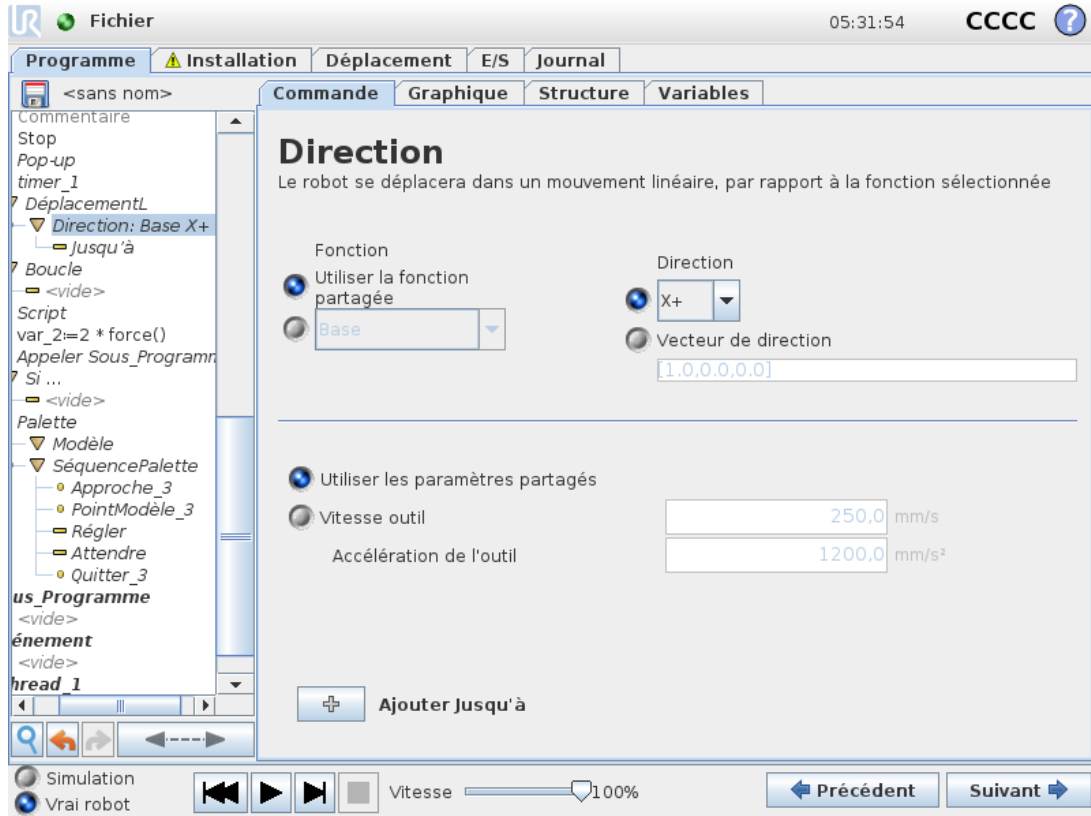 UR Fichier 05:31:54 CCCC ?
Programme Installation Déplacement E/S Journal
<sans nom>
Commande Graphique Structure Variables
Commentaire
Stop
Pop-up
timer_1
DéplacementL
Direction: Base X+
Jusqu'à
Boucle
<vide>
Script
var_2:=2 * force()
Appeler Sous_Programm
Si ...
<vide>
Palette
Modèle
SéquencePalette
Approche_3
PointModèle_3
Régler
Attendre
Quitter_3
us_Programme
<vide>
énement
<vide>
hread_1
Direction
Le robot se déplacera dans un mouvement linéaire, par rapport à la fonction sélectionnée
Fonction
Utiliser la fonction
partagée
Base
Direction
X+
Vecteur de direction
[1.0,0.0,0.0]
Utiliser les paramètres partagés
Vitesse outil 250,0 mm/s
Accélération de l'outil 1200,0 mm/s²
Ajouter Jusqu'à
Simulation
Vrai robot
Vitesse 100%
Précédent Suivant